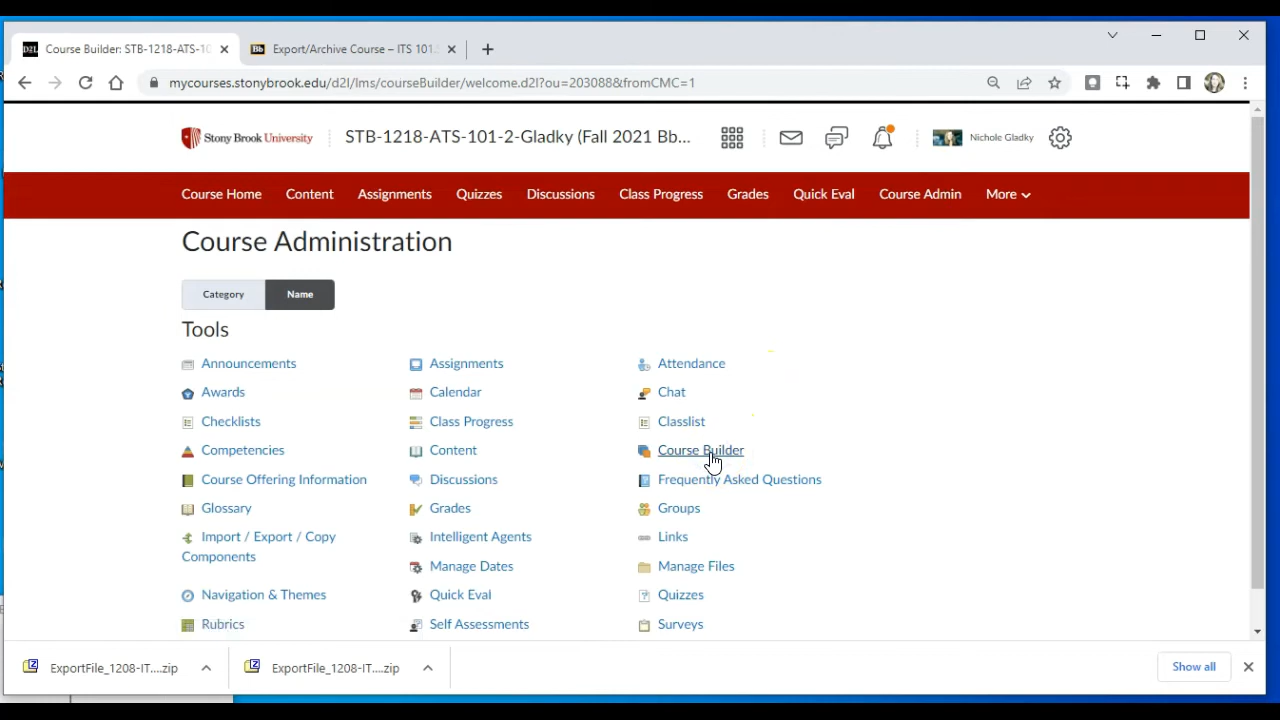 Course Builder: STB-1218-ATS-1
Export/Archive Course – ITS 101.
mycourses.stonybrook.edu/d2l/lms/courseBuilder/welcome.d2l?ou=203088&fromCMC=1
Stony Brook University
STB-1218-ATS-101-2-Gladky (Fall 2021 Bb...
Nichole Gladky
Course Home Content Assignments Quizzes Discussions Class Progress Grades Quick Eval Course Admin More
Course Administration
Category Name
Tools
Announcements Assignments Attendance
Awards Calendar Chat
Checklists Class Progress Classlist
Competencies Content Course Builder
Course Offering Information Discussions Frequently Asked Questions
Glossary Grades Groups
Import / Export / Copy Intelligent Agents Links
Components
Manage Dates Manage Files
Navigation & Themes Quick Eval Quizzes
Rubrics Self Assessments Surveys
ExportFile_1208-IT....zip ExportFile_1208-IT....zip Show all